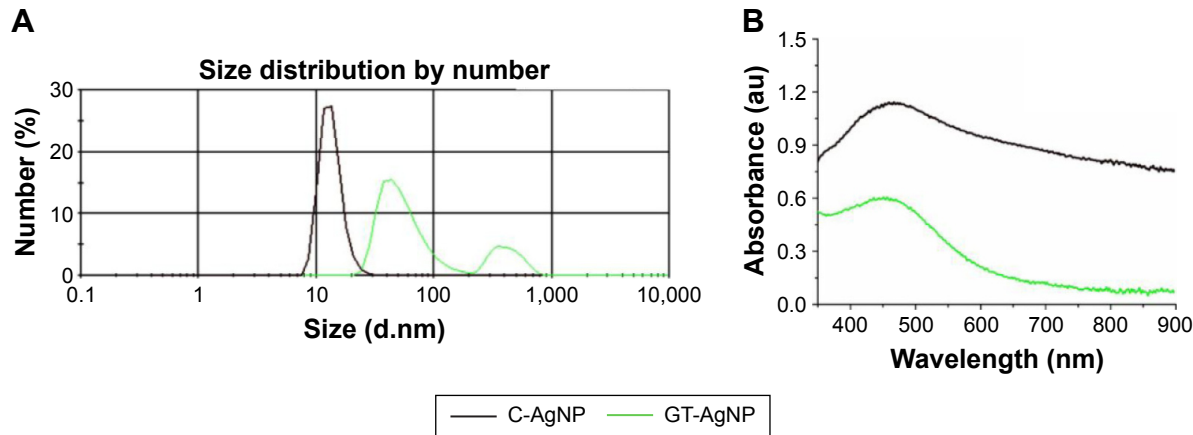 A
Size distribution by number
Number (%)
30
20
10
0
0.1 1 10 100 1,000 10,000
Size (d.nm)
B
Absorbance (au)
1.5
1.2
0.9
0.6
0.3
0.0
400 500 600 700 800 900
Wavelength (nm)
C-AgNP GT-AgNP